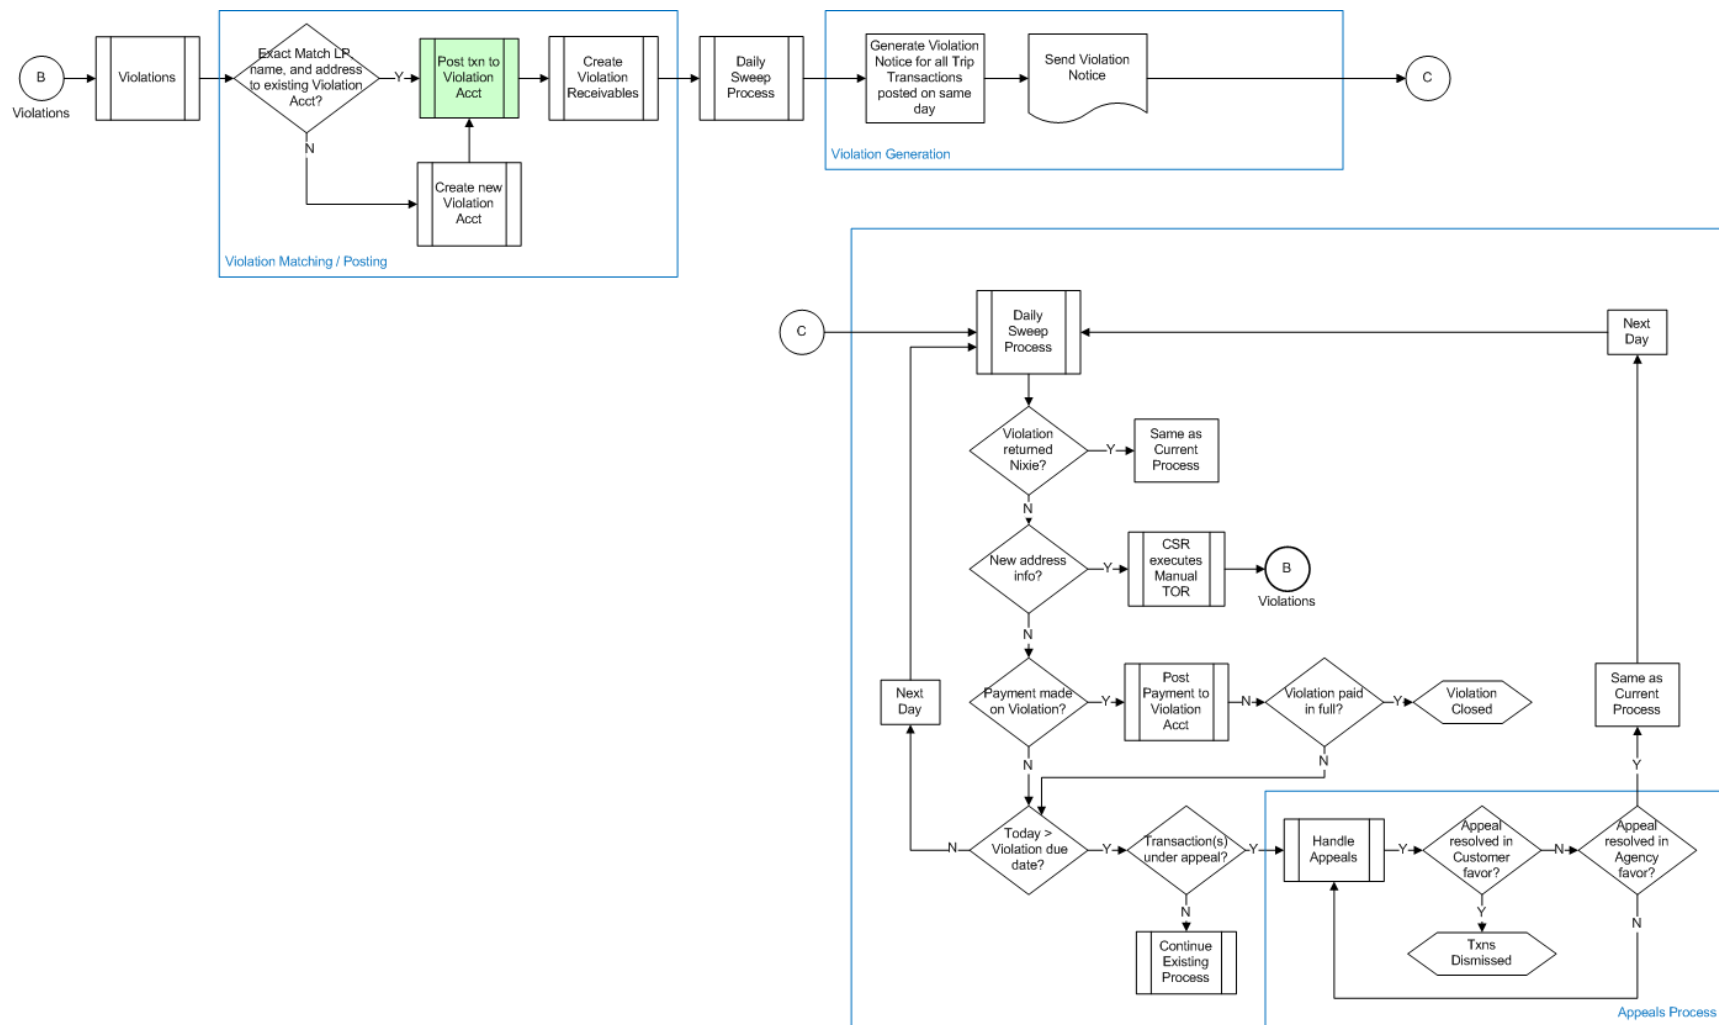 B
Violations
Violations
Exact Match LP
name, and address
to existing Violation
Acct?
Y
N
Post txn to
Violation
Acct
Create new
Violation
Acct
Create
Violation
Receivables
Violation Matching / Posting
Daily
Sweep
Process
Generate Violation
Notice for all Trip
Transactions
posted on same
day
Send Violation
Notice
Violation Generation
C
C
Daily
Sweep
Process
Next
Day
Violation
returned
Nixie?
Y
Same as
Current
Process
N
New address
info?
Y
CSR
executes
Manual
TOR
B
Violations
N
Next
Day
Payment made
on Violation?
Y
Post
Payment to
Violation
Acct
N
Violation paid
in full?
Y
Violation
Closed
Same as
Current
Process
N
N
Y
N
Today >
Violation due
date?
Y
Transaction(s)
under appeal?
Y
Handle
Appeals
Y
Appeal
resolved in
Customer
favor?
N
Appeal
resolved in
Agency
favor?
N
Y
N
Continue
Existing
Process
Txns
Dismissed
Appeals Process